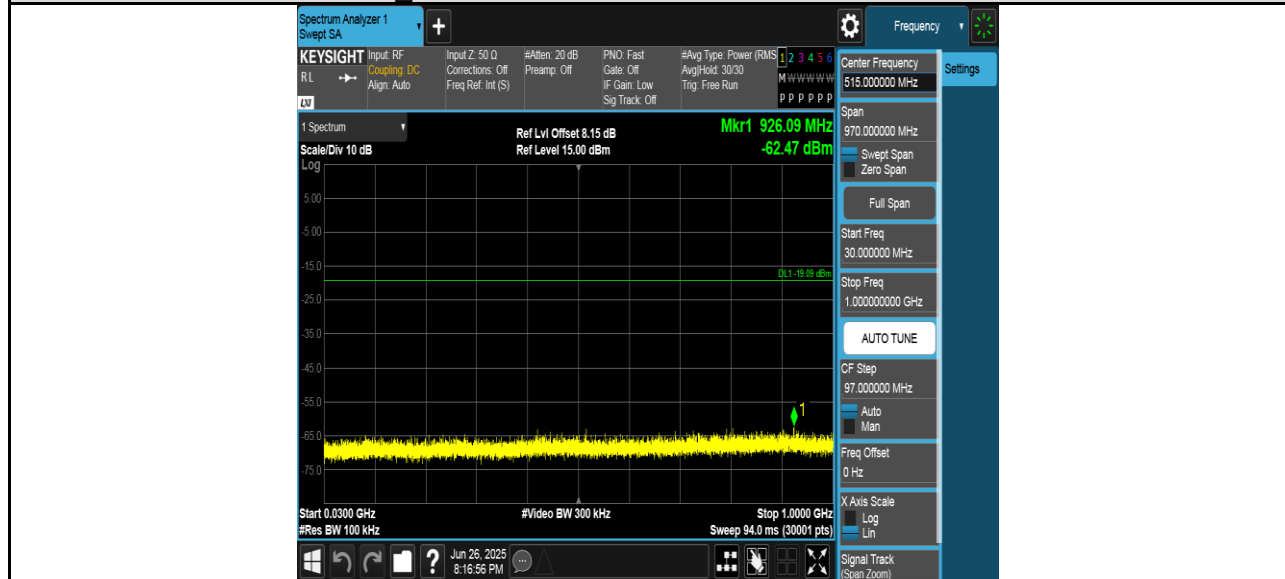 Spectrum Analyzer 1
Swept SA
+
Frequency
KEYSIGHT
RL
LXI
Input: RF
Coupling: DC
Align: Auto
Input Z: 50 Ω
Corrections: Off
Freq Ref: Int (S)
#Atten: 20 dB
Preamp: Off
PNO: Fast
Gate: Off
IF Gain: Low
Sig Track: Off
#Avg Type: Power (RMS
Avg|Hold: 30/30
Trig: Free Run
1 2 3 4 5 6
M W W W W W
P P P P P P
1 Spectrum
Scale/Div 10 dB
Log
Ref Lvl Offset 8.15 dB
Ref Level 15.00 dBm
Mkr1 926.09 MHz
-62.47 dBm
5.00
-5.00
-15.0
DL1 -19.09 dBm
-25.0
-35.0
-45.0
-55.0
1
-65.0
-75.0
Start 0.0300 GHz
#Video BW 300 kHz
Stop 1.0000 GHz
#Res BW 100 kHz
Sweep 94.0 ms (30001 pts)
?
Jun 26, 2025
8:16:56 PM
Center Frequency
515.000000 MHz
Settings
Span
970.000000 MHz
Swept Span
Zero Span
Full Span
Start Freq
30.000000 MHz
Stop Freq
1.000000000 GHz
AUTO TUNE
CF Step
97.000000 MHz
Auto
Man
Freq Offset
0 Hz
X Axis Scale
Log
Lin
Signal Track
(Span Zoom)